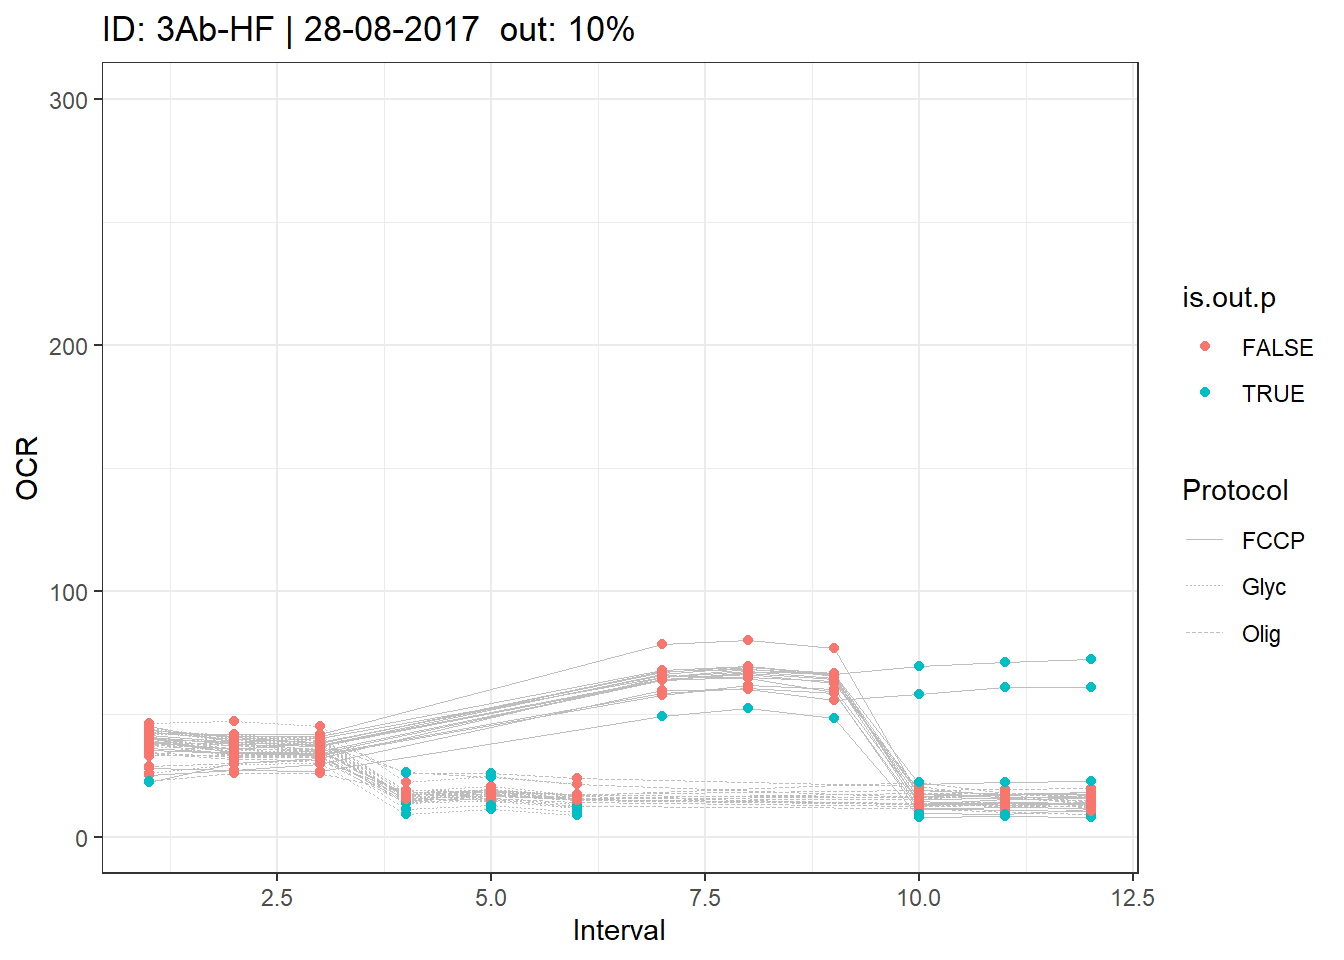 ID: 3Ab-HF | 28-08-2017  out: 10%
300
200
100
0
OCR
2.5
5.0
7.5
10.0
12.5
Interval
is.out.p
FALSE
TRUE
Protocol
FCCP
Glyc
Olig